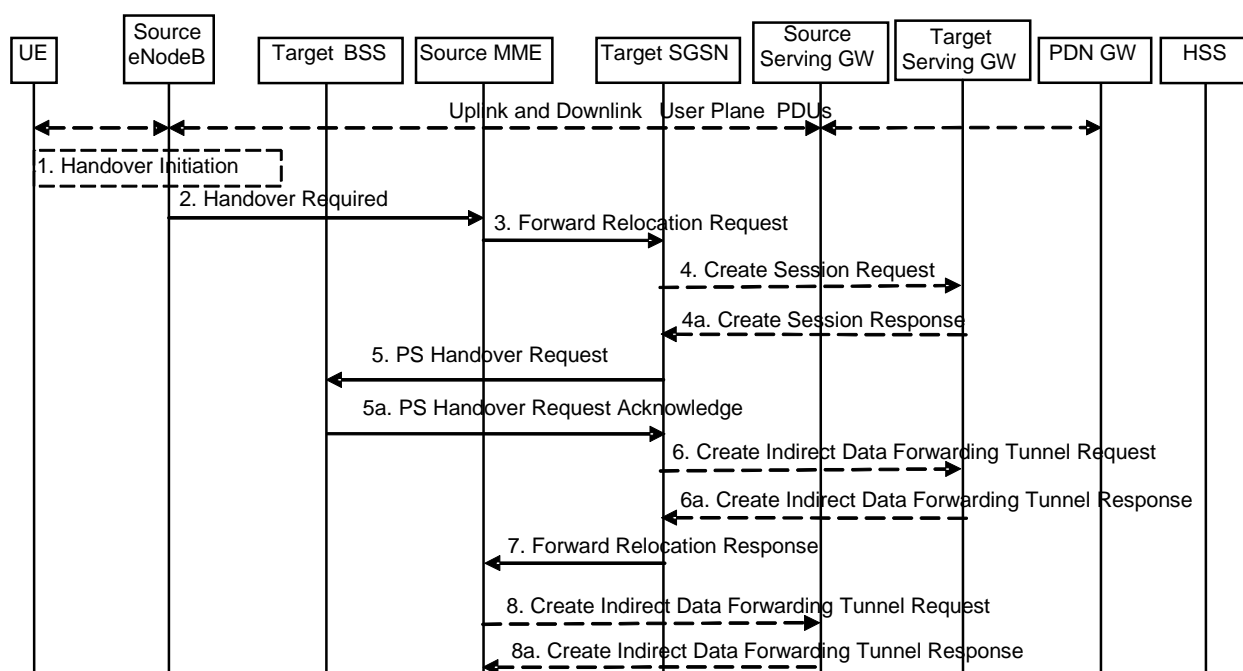 UE
Source
eNodeB
Target BSS
Source MME
Target SGSN
Source
Serving GW
Target
Serving GW
PDN GW
HSS
Uplink and Downlink User Plane PDUs
1. Handover Initiation
2. Handover Required
3. Forward Relocation Request
4. Create Session Request
4a. Create Session Response
5. PS Handover Request
5a. PS Handover Request Acknowledge
6. Create Indirect Data Forwarding Tunnel Request
6a. Create Indirect Data Forwarding Tunnel Response
7. Forward Relocation Response
8. Create Indirect Data Forwarding Tunnel Request
8a. Create Indirect Data Forwarding Tunnel Response